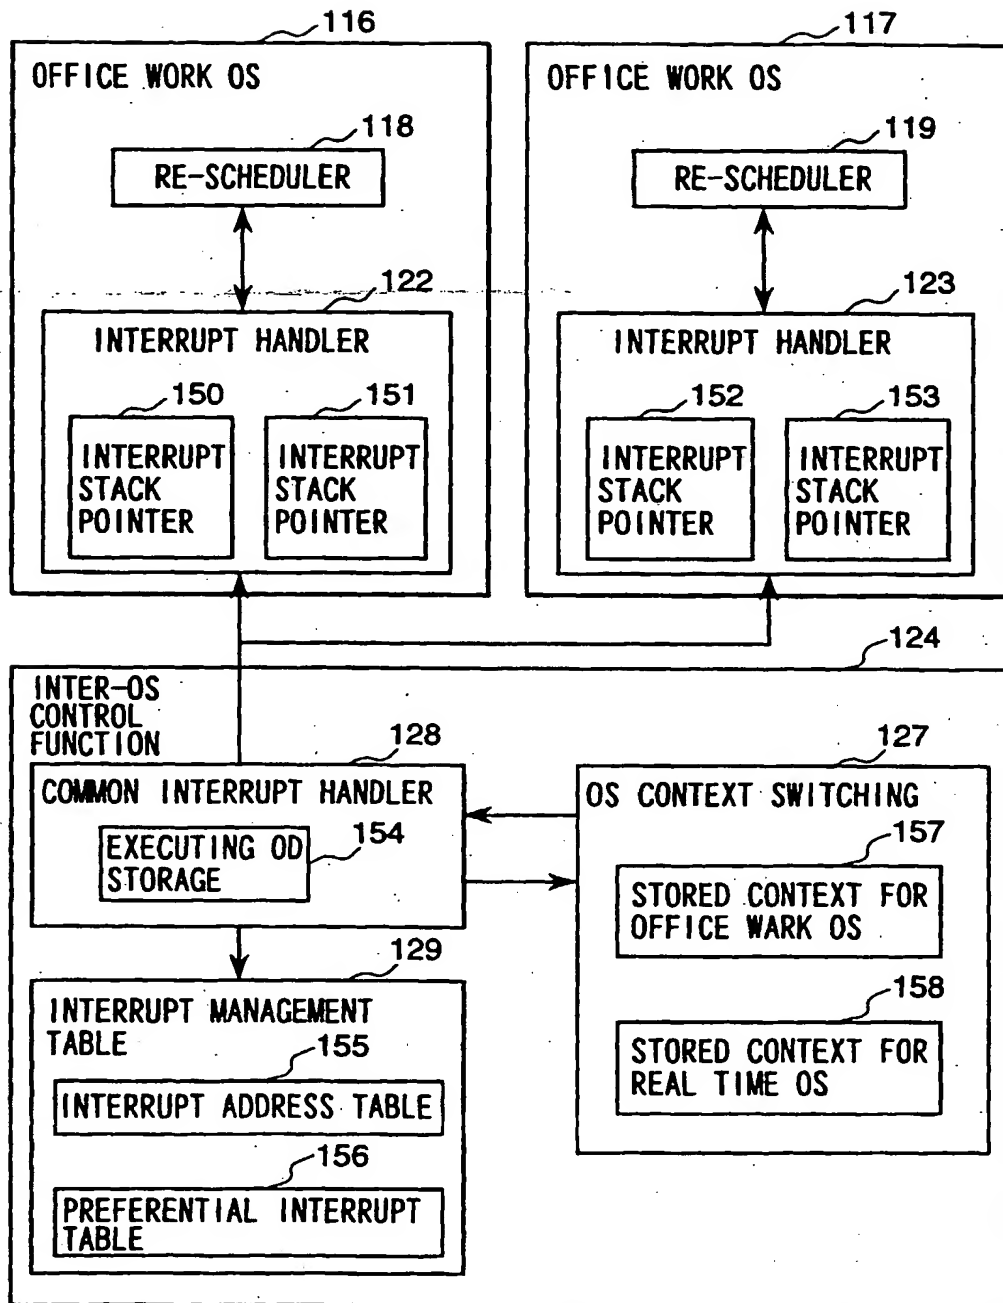 116
OFFICE WORK OS
118
RE-SCHEDULER
122
INTERRUPT HANDLER
150
INTERRUPT
STACK
POINTER
151
INTERRUPT
STACK
POINTER
117
OFFICE WORK OS
119
RE-SCHEDULER
123
INTERRUPT HANDLER
152
INTERRUPT
STACK
POINTER
153
INTERRUPT
STACK
POINTER
124
INTER-OS
CONTROL
FUNCTION
128
COMMON INTERRUPT HANDLER
EXECUTING OD
STORAGE
154
129
INTERRUPT MANAGEMENT
TABLE
155
INTERRUPT ADDRESS TABLE
156
PREFERENTIAL INTERRUPT
TABLE
127
OS CONTEXT SWITCHING
157
STORED CONTEXT FOR
OFFICE WARK OS
158
STORED CONTEXT FOR
REAL TIME OS